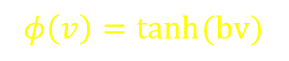 ϕ(v) = tanh(bv)